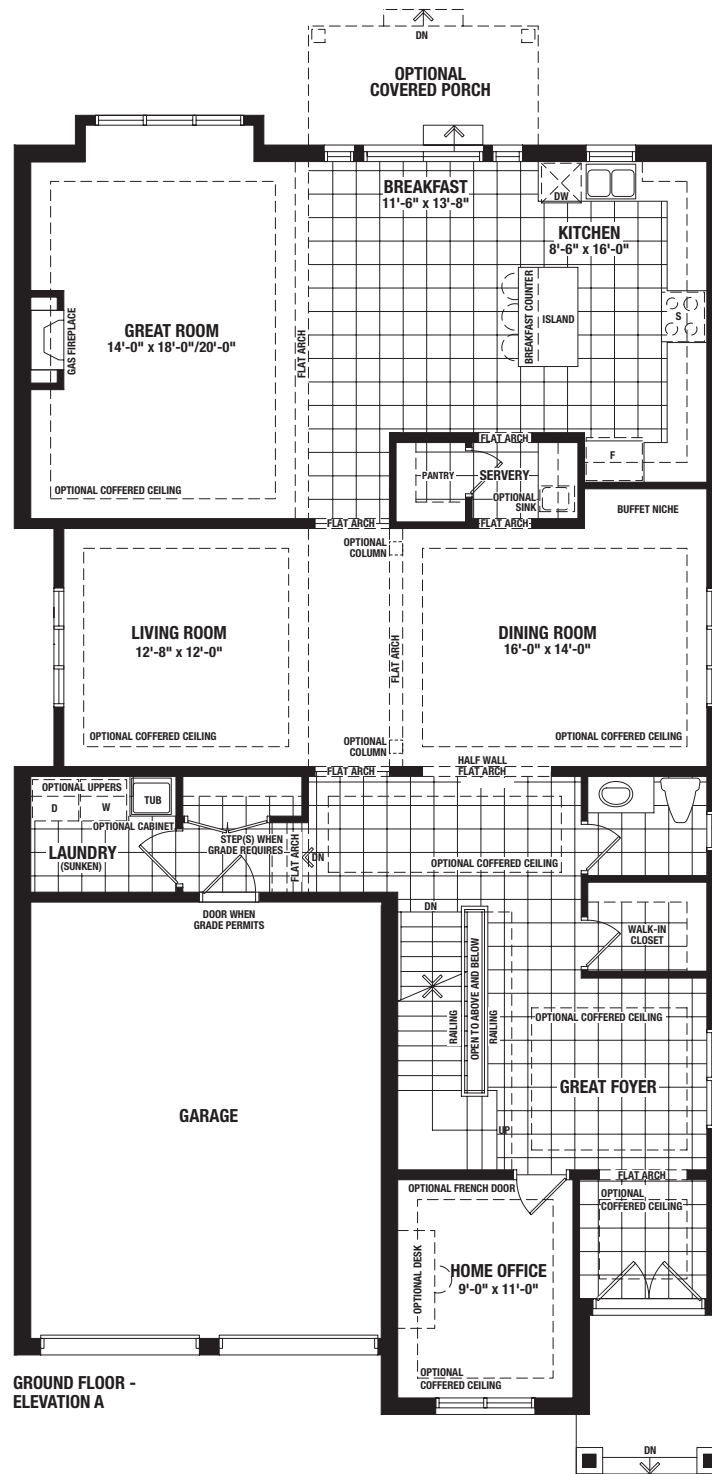 DN
OPTIONAL
COVERED PORCH
BREAKFAST
11'-6" x 13'-8"
DW
KITCHEN
8'-6" x 16'-0"
BREAKFAST COUNTER
ISLAND
S
GREAT ROOM
14'-0" x 18'-0"/20'-0"
GAS FIREPLACE
FLAT ARCH
OPTIONAL COFFERED CEILING
FLAT ARCH
PANTRY
SERVERY
F
OPTIONAL
SINK
BUFFET NICHE
FLAT ARCH
FLAT ARCH
OPTIONAL
COLUMN
LIVING ROOM
12'-8" x 12'-0"
FLAT ARCH
DINING ROOM
16'-0" x 14'-0"
OPTIONAL COFFERED CEILING
OPTIONAL
COLUMN
OPTIONAL COFFERED CEILING
HALF WALL
FLAT ARCH
FLAT ARCH
OPTIONAL UPPERS
D
W
TUB
OPTIONAL CABINET
LAUNDRY
(SUNKEN)
STEP(S) WHEN
GRADE REQUIRES
FLAT ARCH
DN
OPTIONAL COFFERED CEILING
DOOR WHEN
GRADE PERMITS
DN
WALK-IN
CLOSET
RAILING
OPEN TO ABOVE AND BELOW
RAILING
OPTIONAL COFFERED CEILING
GREAT FOYER
GARAGE
UP
FLAT ARCH
OPTIONAL FRENCH DOOR
OPTIONAL
COFFERED CEILING
OPTIONAL DESK
HOME OFFICE
9'-0" x 11'-0"
OPTIONAL
COFFERED CEILING
GROUND FLOOR -
ELEVATION A
DN